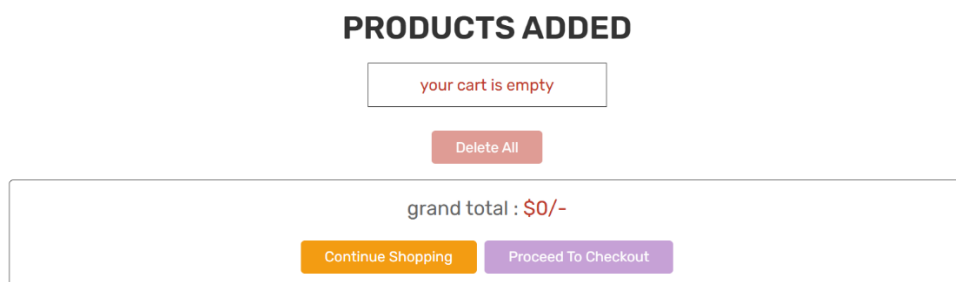 PRODUCTS ADDED
your cart is empty
Delete All
grand total : $0/-
Continue Shopping Proceed To Checkout